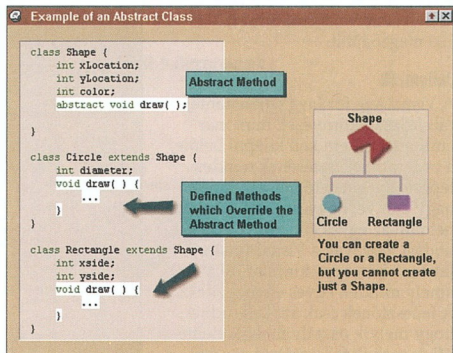 Example of an Abstract Class
class Shape {
int xLocation;
int yLocation;
int color;
abstract void draw( );
}
class Circle extends Shape {
int diameter;
void draw( ) {
...
}
}
class Rectangle extends Shape {
int xside;
int yside;
void draw( ) {
...
}
}
Abstract Method
Defined Methods
which Override the
Abstract Method
Shape
Circle Rectangle
You can create a
Circle or a Rectangle,
but you cannot create
just a Shape.